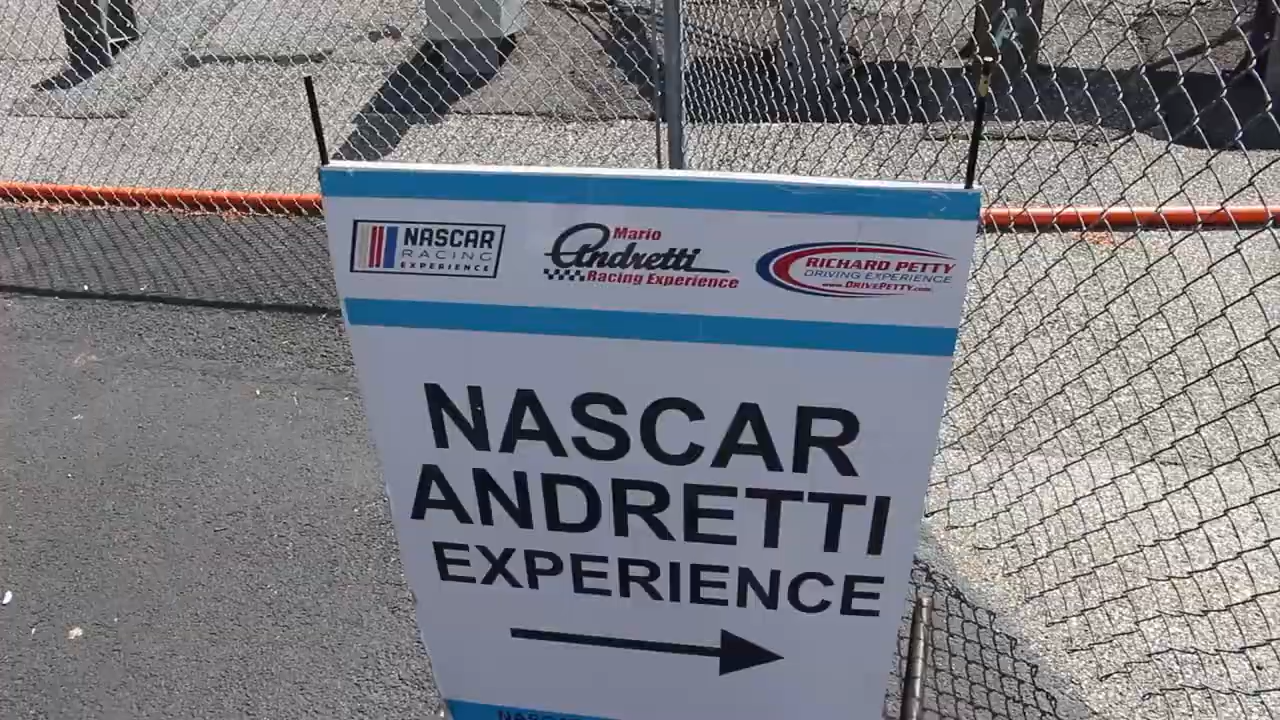 NASCAR
RACING
EXPERIENCE
Mario
Andretti
Racing Experience
RICHARD PETTY
DRIVING EXPERIENCE
www.DRIVEPETTY.com
NASCAR
ANDRETTI
EXPERIENCE